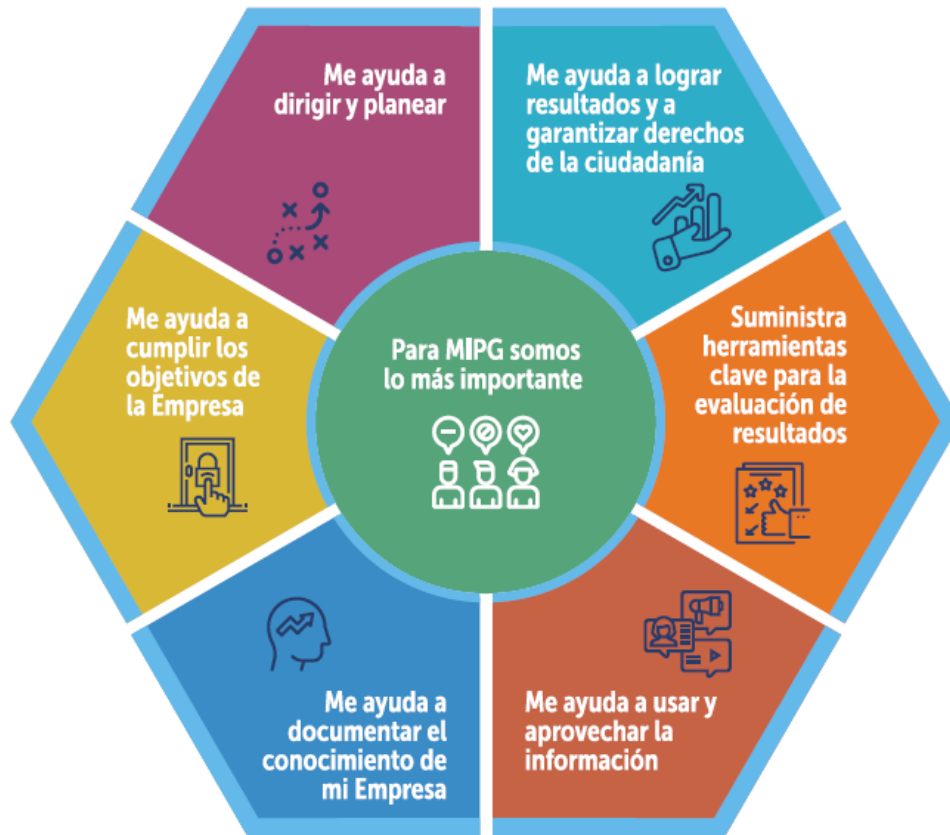 Me ayuda a
dirigir y planear
Me ayuda a lograr
resultados y a
garantizar derechos
de la ciudadanía
Me ayuda a
cumplir los
objetivos de
la Empresa
Para MIPG somos
lo más importante
Suministra
herramientas
clave para la
evaluación de
resultados
Me ayuda a
documentar el
conocimiento de
mi Empresa
Me ayuda a usar y
aprovechar la
información